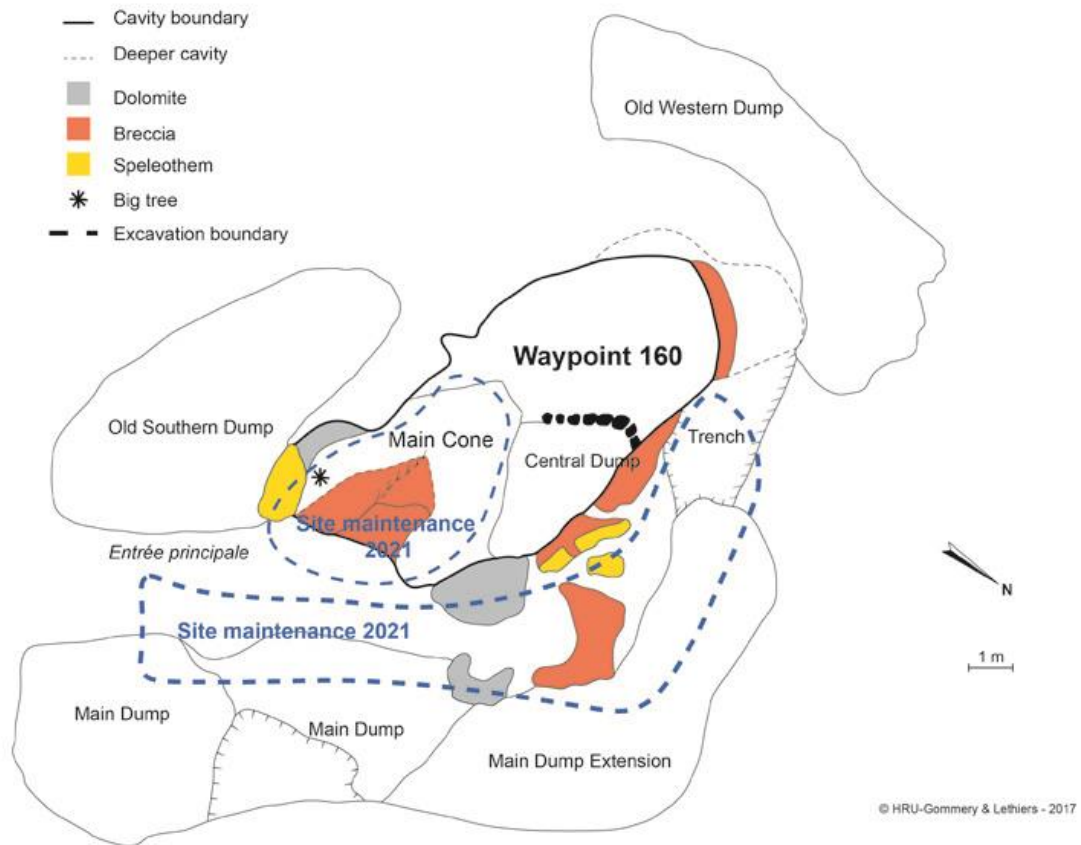 Cavity boundary
Deeper cavity
Dolomite
Breccia
Speleothem
Big tree
Excavation boundary
Old Western Dump
Waypoint 160
Old Southern Dump
Main Cone
Trench
Central Dump
Site maintenance
2021
Entrée principale
N
Site maintenance 2021
1 m
Main Dump
Main Dump
Main Dump Extension
© HRU-Gommery & Lethiers - 2017